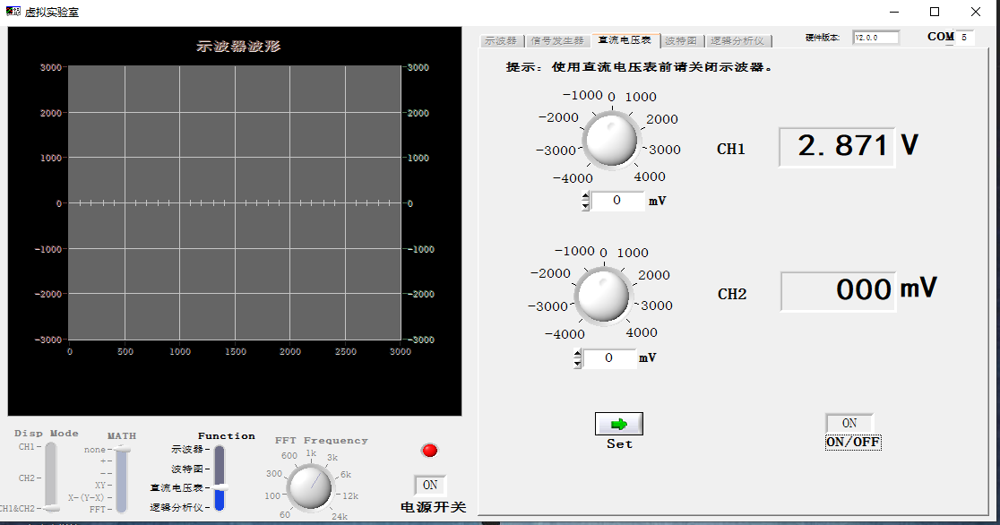 虚拟实验室
示波器波形
3000 3000
2000 2000
1000 1000
0 0
-1000 -1000
-2000 -2000
-3000 -3000
0 500 1000 1500 2000 2500 3000
示波器 信号发生器 直流电压表 波特图 逻辑分析仪
硬件版本: V2.0.0 COM 5
提示: 使用直流电压表前请关闭示波器。
-1000 0 1000
-2000 2000
-3000 3000
-4000 4000
0 mV
CH1 2.871 V
-1000 0 1000
-2000 2000
-3000 3000
-4000 4000
0 mV
CH2 000 mV
Set
ON
ON/OFF
Disp Mode
CH1
CH2
CH1&CH2
MATH
none
+
--
XY
X-(Y-X)
FFT
Function
示波器
波特图
直流电压表
逻辑分析仪
FFT Frequency
600 1k 3k
300 6k
100 12k
60 24k
ON
电源开关